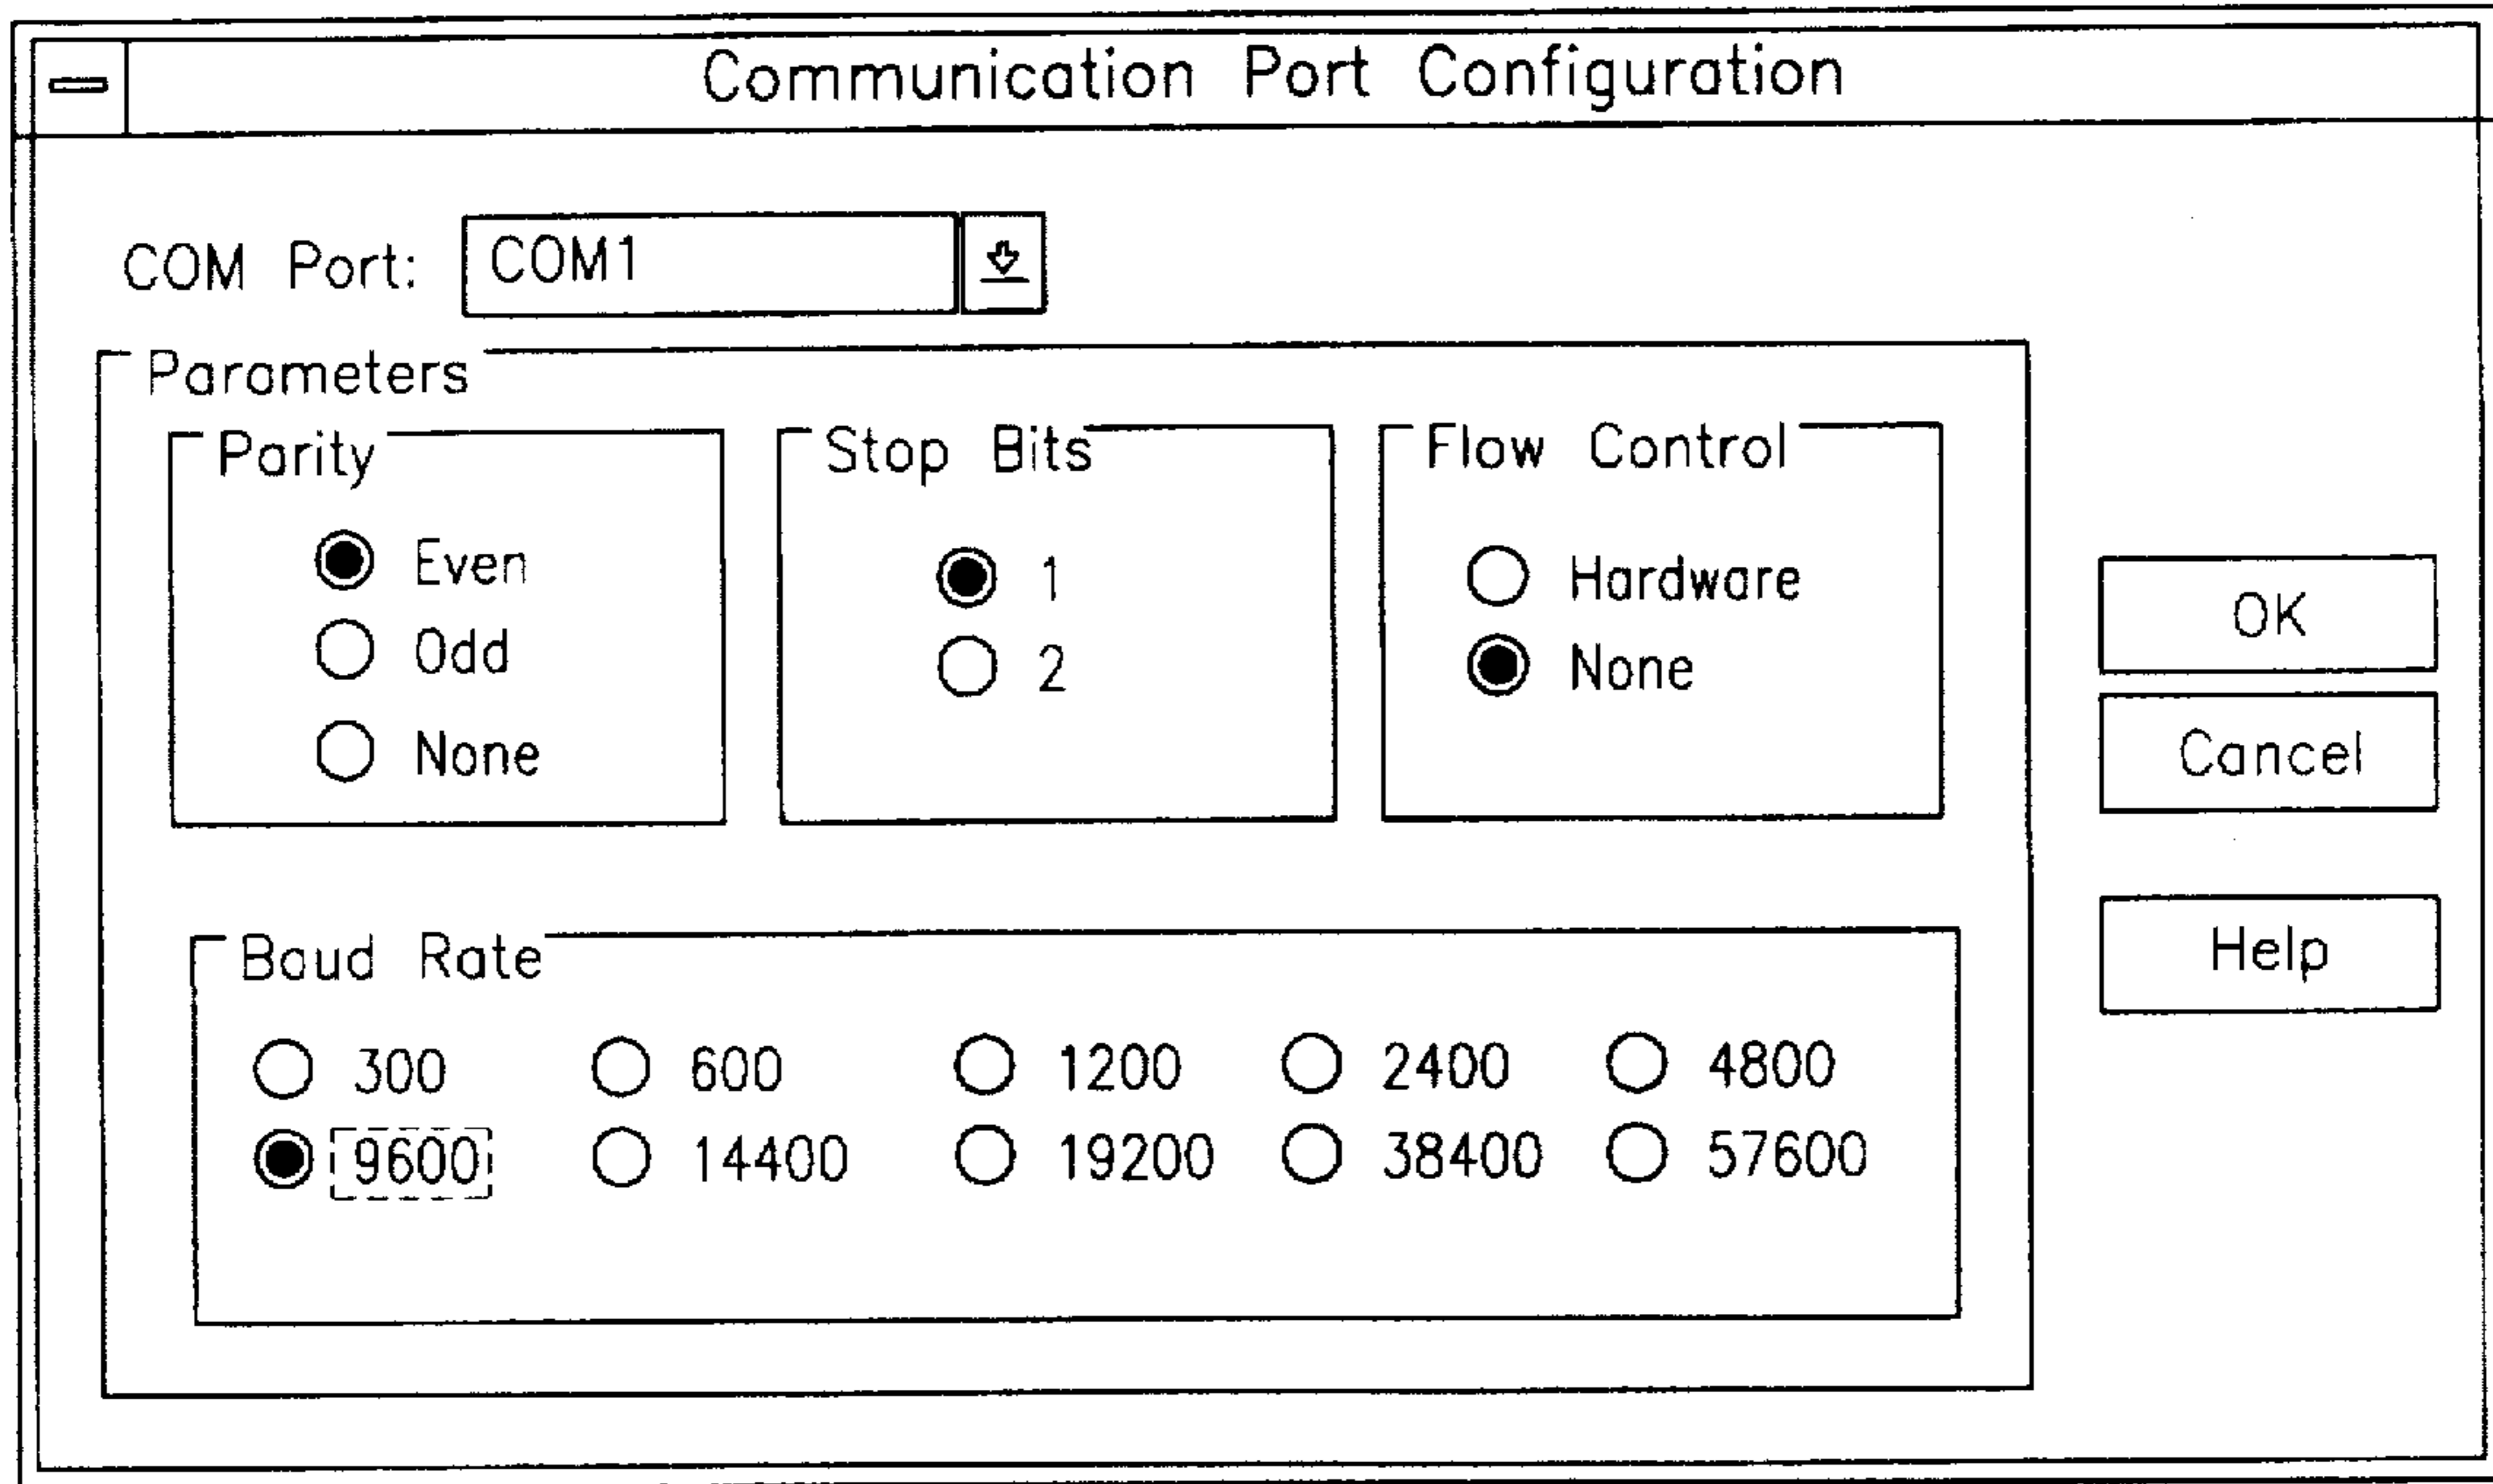 Communication Port Configuration
COM Port: COM1
Parameters
Parity
Even
Odd
None
Stop Bits
1
2
Flow Control
Hardware
None
OK
Cancel
Help
Baud Rate
300 600 1200 2400 4800
9600 14400 19200 38400 57600